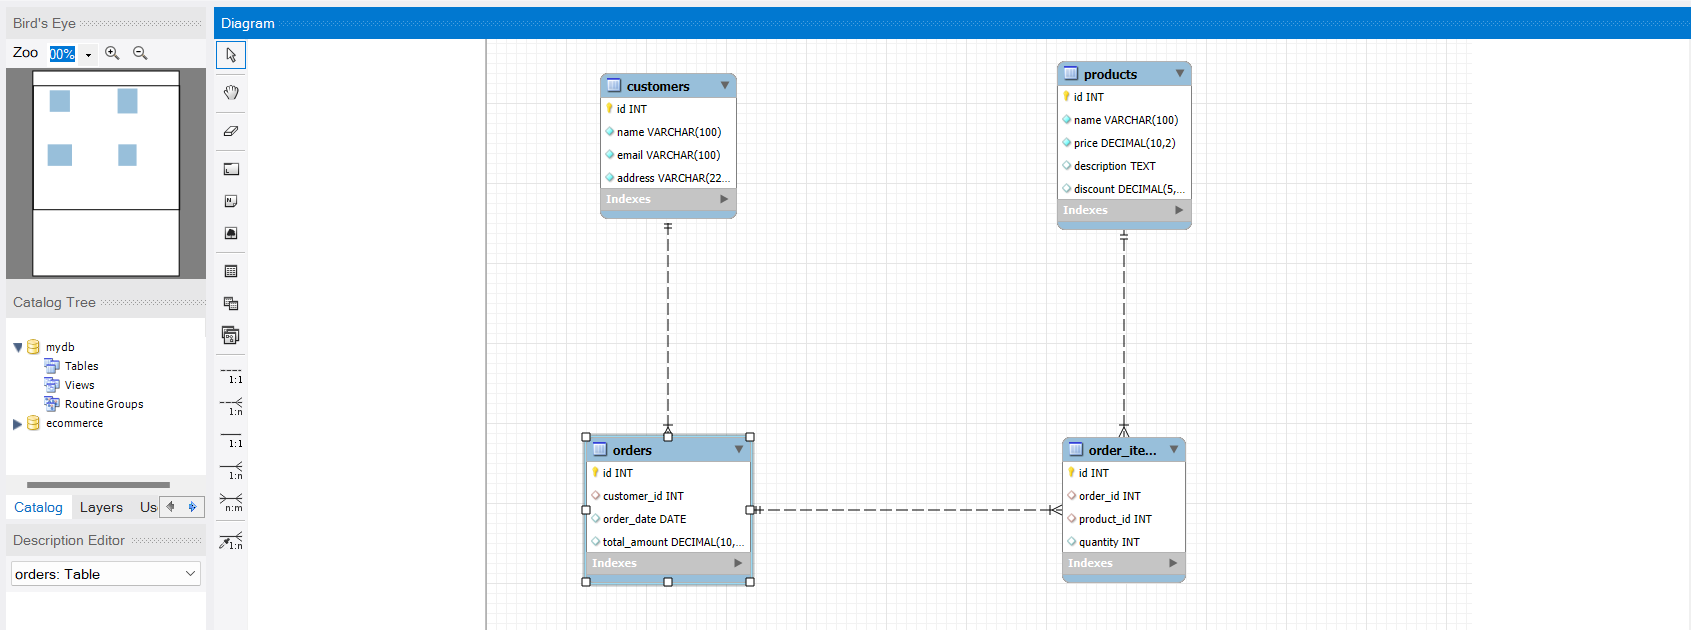 Bird's Eye
Zoo 00%
Catalog Tree
mydb
Tables
Views
Routine Groups
ecommerce
Catalog Layers Us
Description Editor
orders: Table
Diagram
1:1
1:n
1:1
1:n
n:m
1:n
customers
id INT
name VARCHAR(100)
email VARCHAR(100)
address VARCHAR(22...
Indexes
products
id INT
name VARCHAR(100)
price DECIMAL(10,2)
description TEXT
discount DECIMAL(5,...
Indexes
orders
id INT
customer_id INT
order_date DATE
total_amount DECIMAL(10,...
Indexes
order_ite...
id INT
order_id INT
product_id INT
quantity INT
Indexes